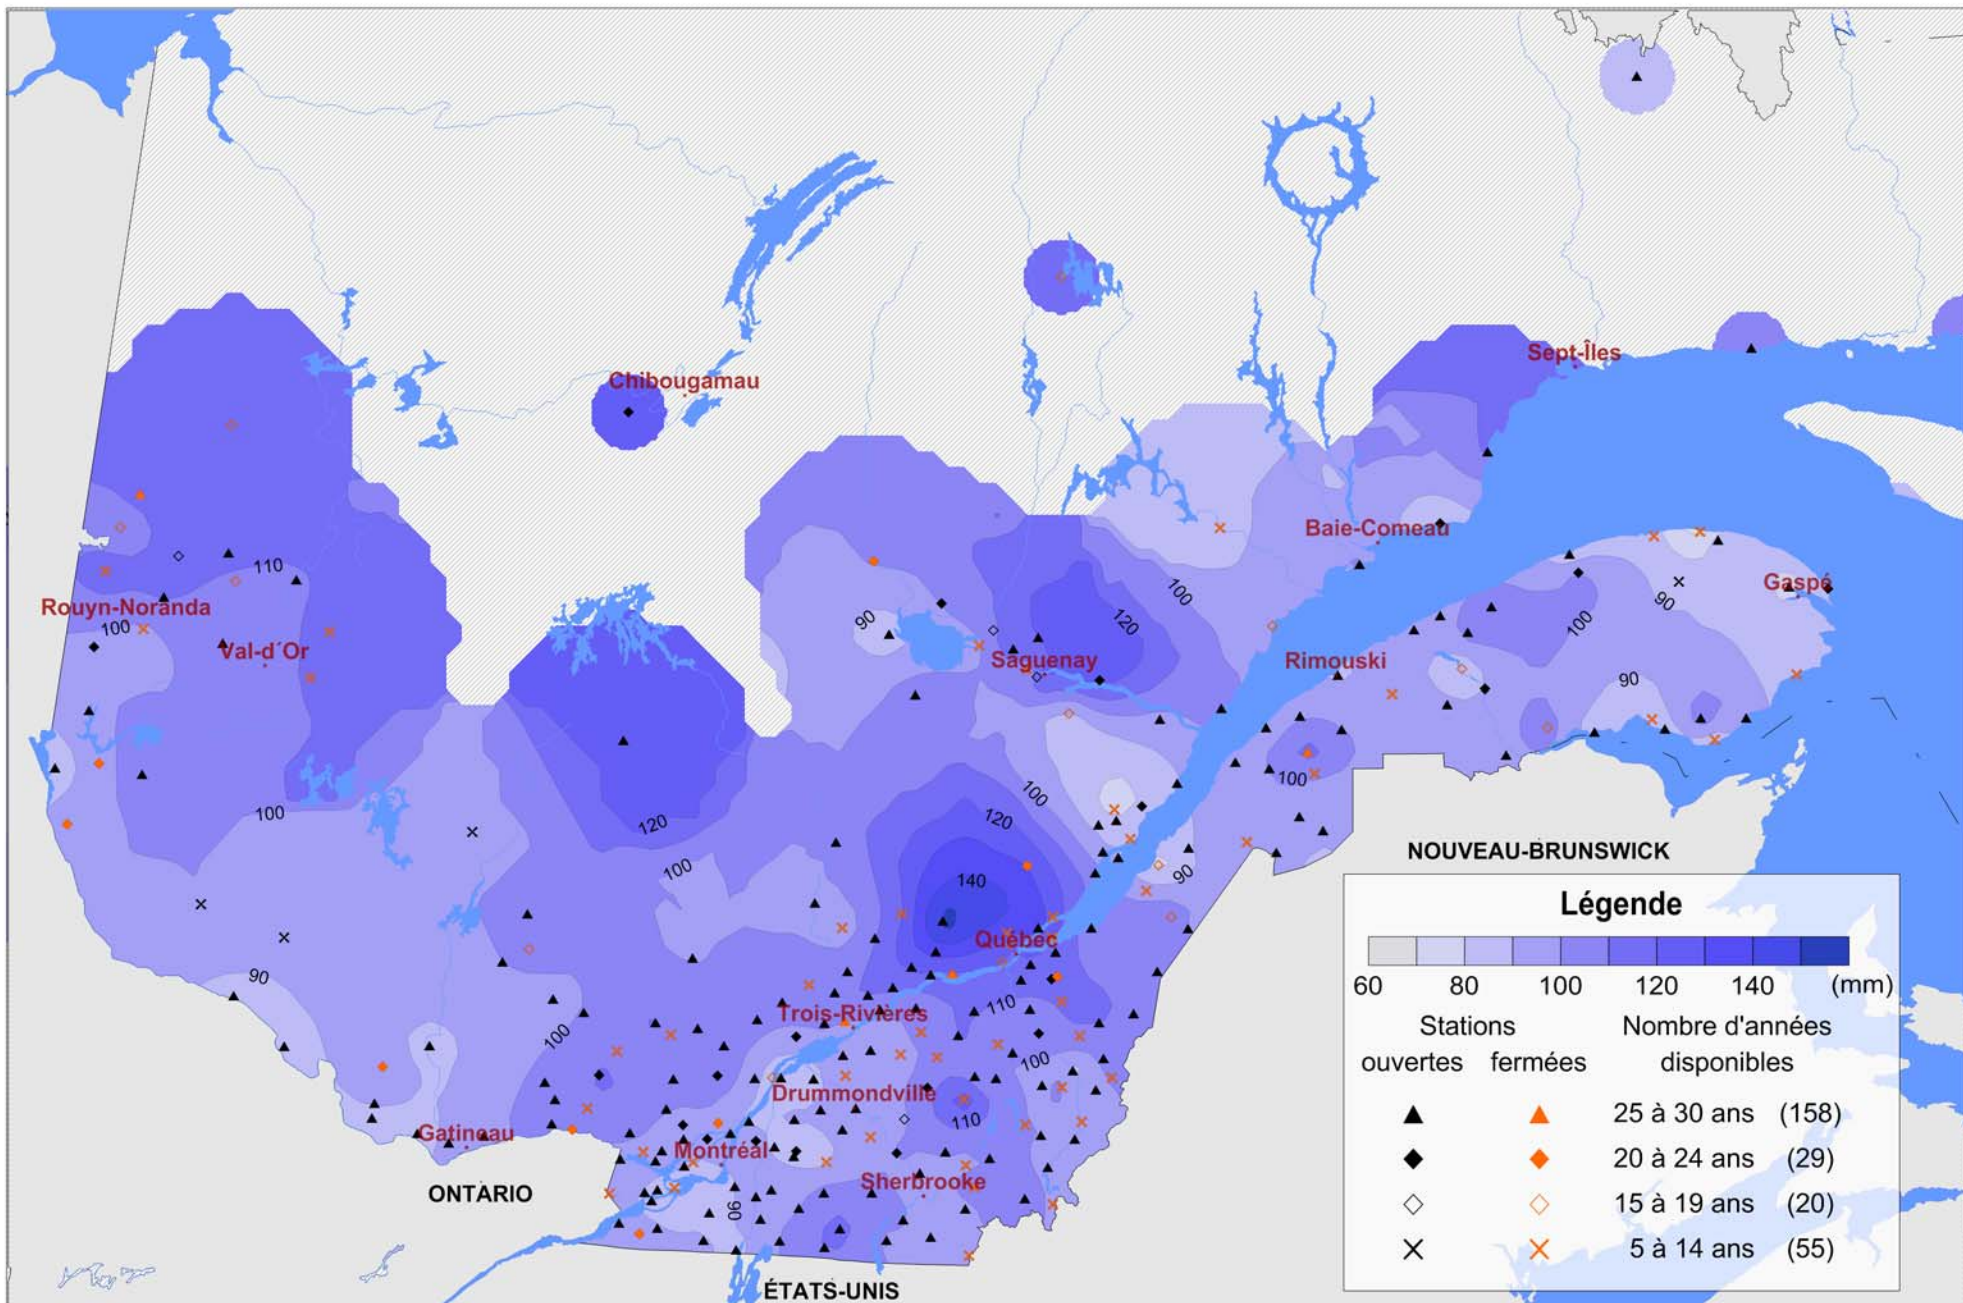 Sept-Îles
Chibougamau
Baie-Comeau
110
Gaspé
Rouyn-Noranda
100
90
100
90
120
100
Val-d´Or
Saguenay
Rimouski
90
100
100
100
120
120
100
140
90
NOUVEAU-BRUNSWICK
Légende
60 80 100 120 140 (mm)
Stations
ouvertes fermées
Nombre d'années
disponibles
25 à 30 ans (158)
20 à 24 ans (29)
15 à 19 ans (20)
5 à 14 ans (55)
Québec
90
110
Trois-Rivières
100
100
Drummondville
110
Gatineau
Montréal
Sherbrooke
ONTARIO
90
ÉTATS-UNIS